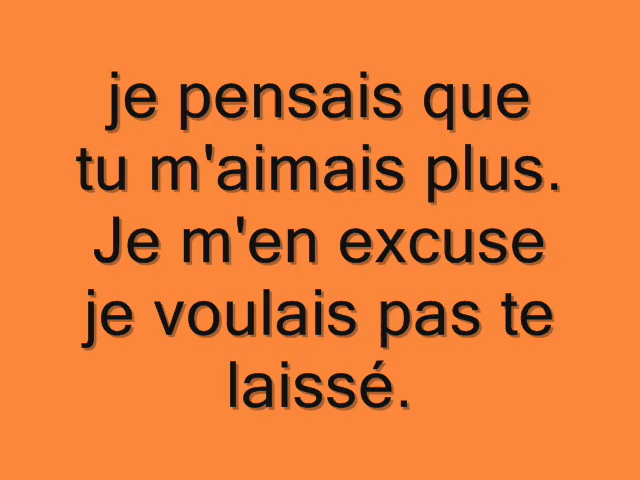 je pensais que
tu m'aimais plus.
Je m'en excuse
je voulais pas te
laissé.